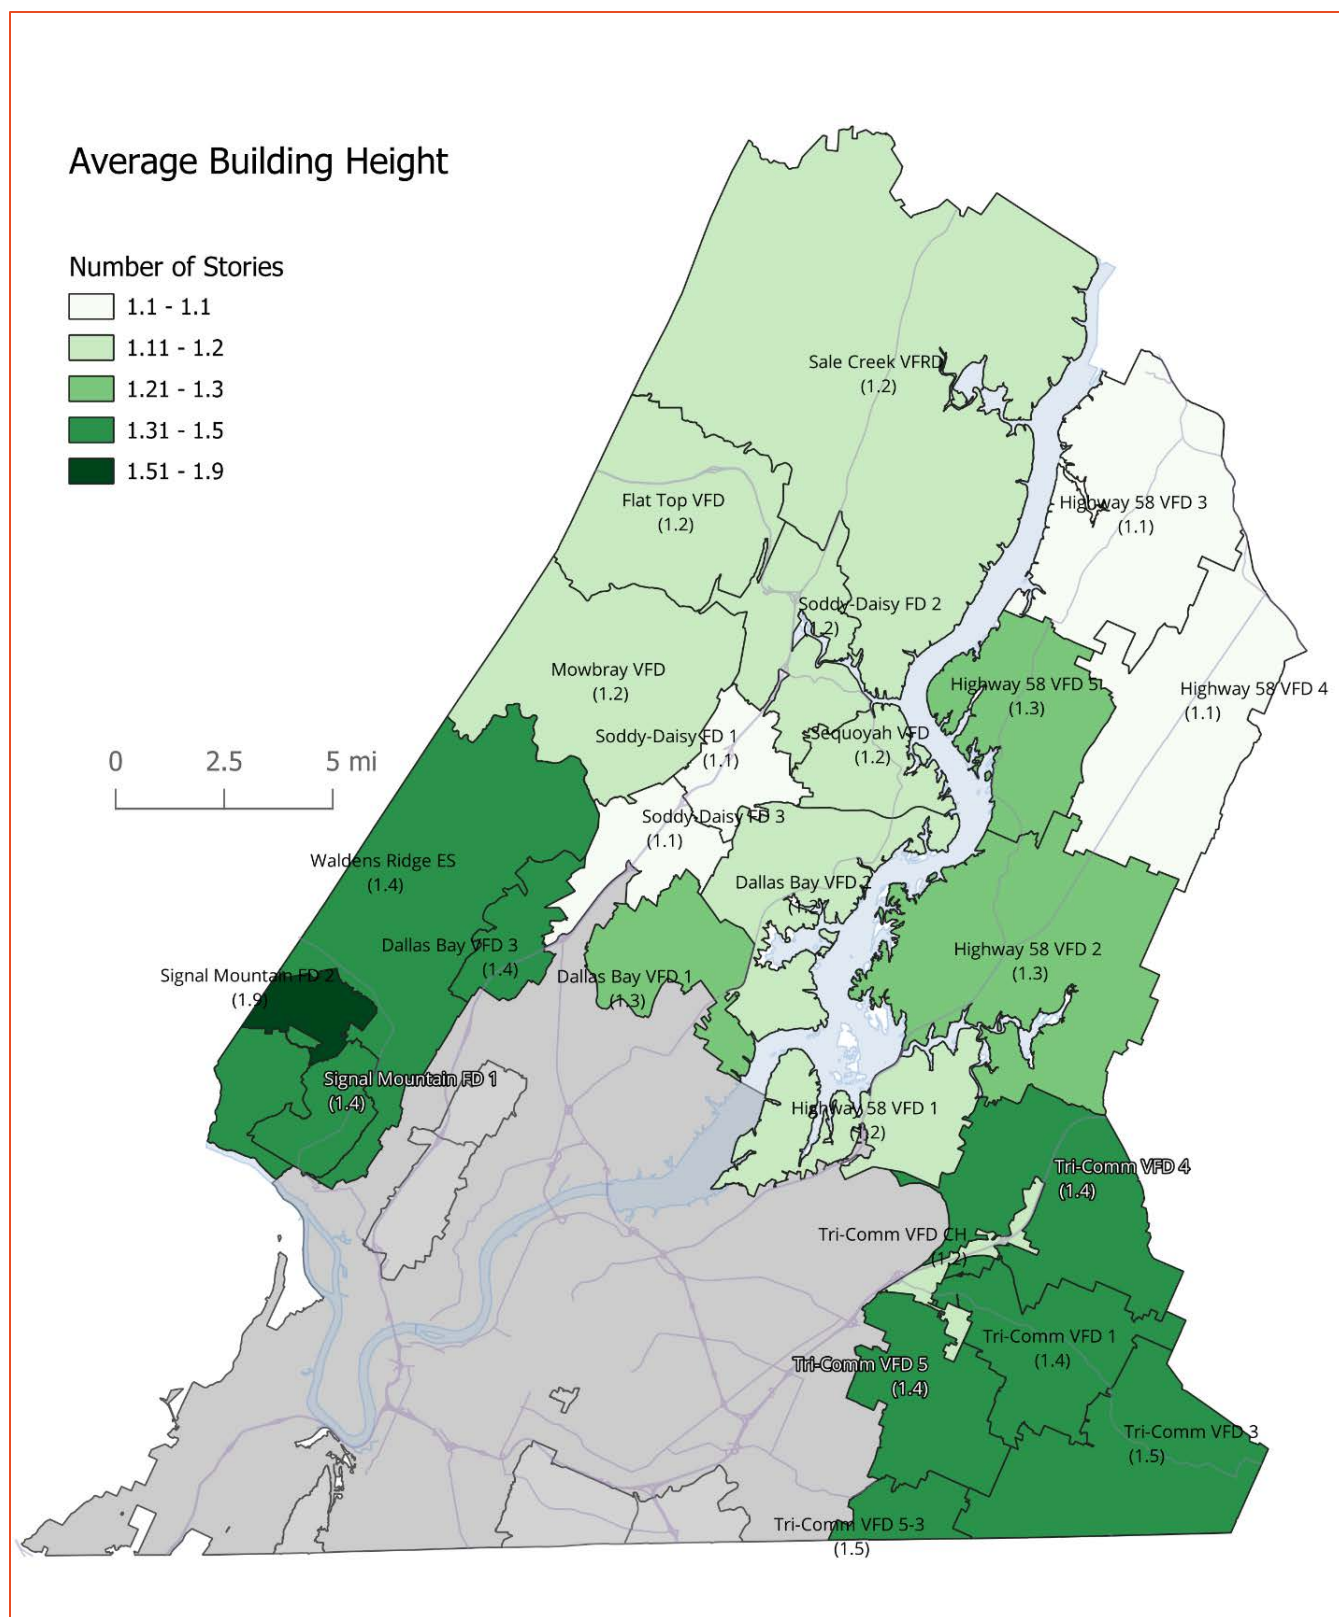 Average Building Height
Number of Stories
1.1 - 1.1
1.11 - 1.2
1.21 - 1.3
1.31 - 1.5
1.51 - 1.9
Sale Creek VFRD
(1.2)
Flat Top VFD
(1.2)
Highway 58 VFD 3
(1.1)
Soddy-Daisy FD 2
(1.2)
Mowbray VFD
(1.2)
Highway 58 VFD 5
(1.3)
Highway 58 VFD 4
(1.1)
Soddy-Daisy FD 1
(1.1)
Sequoyah VFD
(1.2)
0 2.5 5 mi
Soddy-Daisy FD 3
(1.1)
Waldens Ridge ES
(1.4)
Dallas Bay VFD 2
(1.2)
Dallas Bay VFD 3
(1.4)
Highway 58 VFD 2
(1.3)
Signal Mountain FD 2
(1.9)
Dallas Bay VFD 1
(1.3)
Signal Mountain FD 1
(1.4)
Highway 58 VFD 1
(1.2)
Tri-Comm VFD 4
(1.4)
Tri-Comm VFD CH
(1.2)
Tri-Comm VFD 1
(1.4)
Tri-Comm VFD 5
(1.4)
Tri-Comm VFD 3
(1.5)
Tri-Comm VFD 5-3
(1.5)